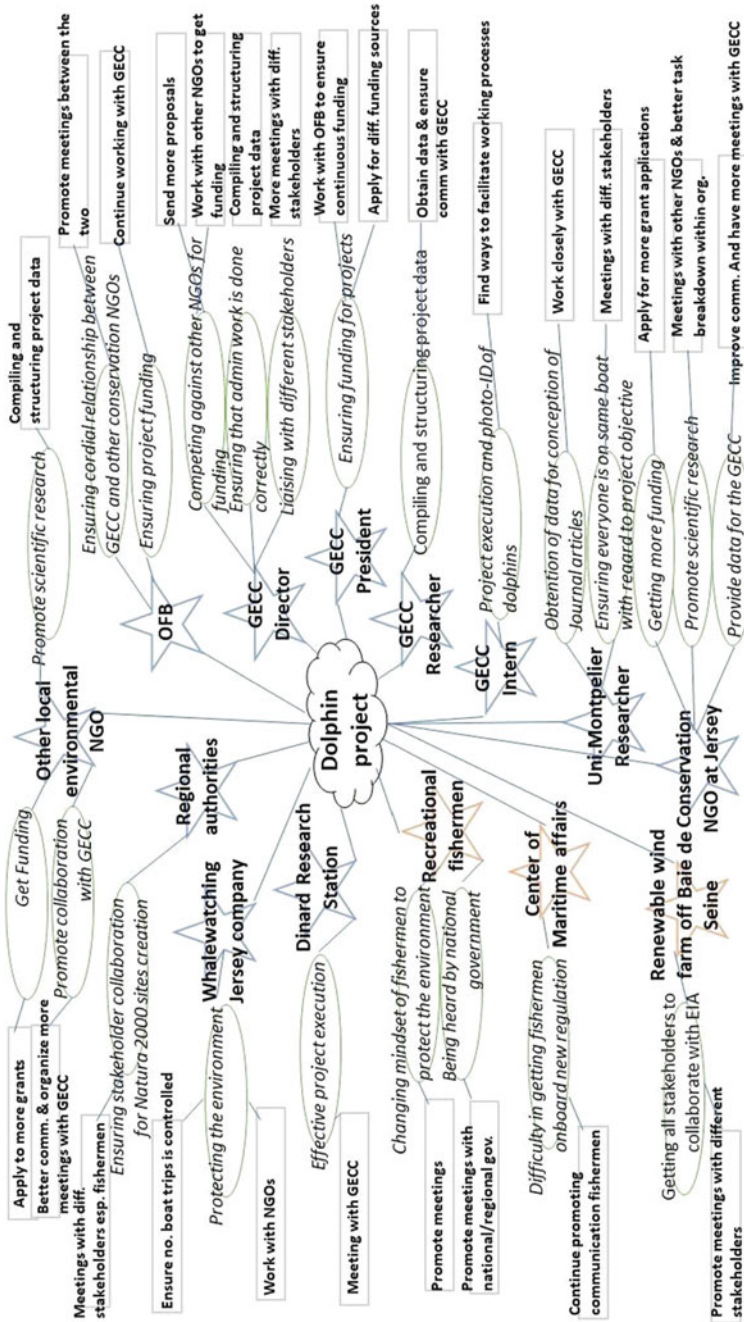 Apply to more grants
Better comm. & organize more
meetings with GECC
Meetings with diff.
stakeholders esp. fishermen
Ensure no. boat trips is controlled
Work with NGOs
Meeting with GECC
Promote meetings
Promote meetings with
national/regional gov.
Continue promoting
communication fishermen
Promote meetings with different
stakeholders
Get Funding
Promote collaboration
with GECC
Ensuring stakeholder collaboration
for Natura 2000 sites creation
Protecting the environment
Effective project execution
Changing mindset of fishermen to
protect the environment
Being heard by national
government
Difficulty in getting fishermen
onboard new regulation
Getting all stakeholders to
collaborate with EIA
Other local
environmental
NGO
Regional
authorities
Whalewatching
Jersey company
Dinard Research
Station
Recreational
fishermen
Center of
Maritime affairs
Renewable wind
farm off Baie de
Seine
Dolphin
project
OFB
GECC
Director
GECC
President
GECC
Researcher
GECC
Intern
Uni.Montpelier
Researcher
Conservation
NGO at Jersey
Promote scientific research
Ensuring cordial relationship between
GECC and other conservation NGOs
Ensuring project funding
Competing against other NGOs for
funding
Ensuring that admin work is done
correctly
Liaising with different stakeholders
Ensuring funding for projects
Compiling and structuring project data
Project execution and photo-IDof
dolphins
Obtention of data for conception of
Journal articles
Ensuring everyone is on same boat
with regard to project objective
Getting more funding
Promote scientific research
Provide data for the GECC
Compiling and
structuring project data
Promote meetings between the
two
Continue working with GECC
Send more proposals
Work with other NGOs to get
funding
Compiling and structuring
project data
More meetings with diff.
stakeholders
Work with OFB to ensure
continuous funding
Apply for diff. funding sources
Obtain data & ensure
comm with GECC
Find ways to facilitate working processes
Work closely with GECC
Meetings with diff. stakeholders
Apply for more grant applications
Meetings with other NGOs & better task
breakdown within org.
Improve comm. And have more meetings with GECC